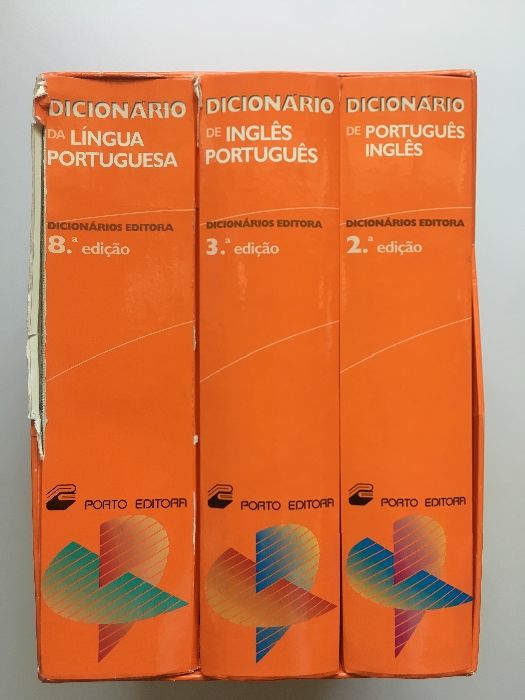 DICIONÁRIO
DA LÍNGUA
PORTUGUESA
DICIONÁRIOS EDITORA
8.ª edição
PORTO EDITORA
DICIONÁRIO
DE INGLÊS
PORTUGUÊS
DICIONÁRIOS EDITORA
3.ª edição
PORTO EDITORA
DICIONÁRIO
DE PORTUGUÊS
INGLÊS
DICIONÁRIOS EDITORA
2.ª edição
PORTO EDITORA